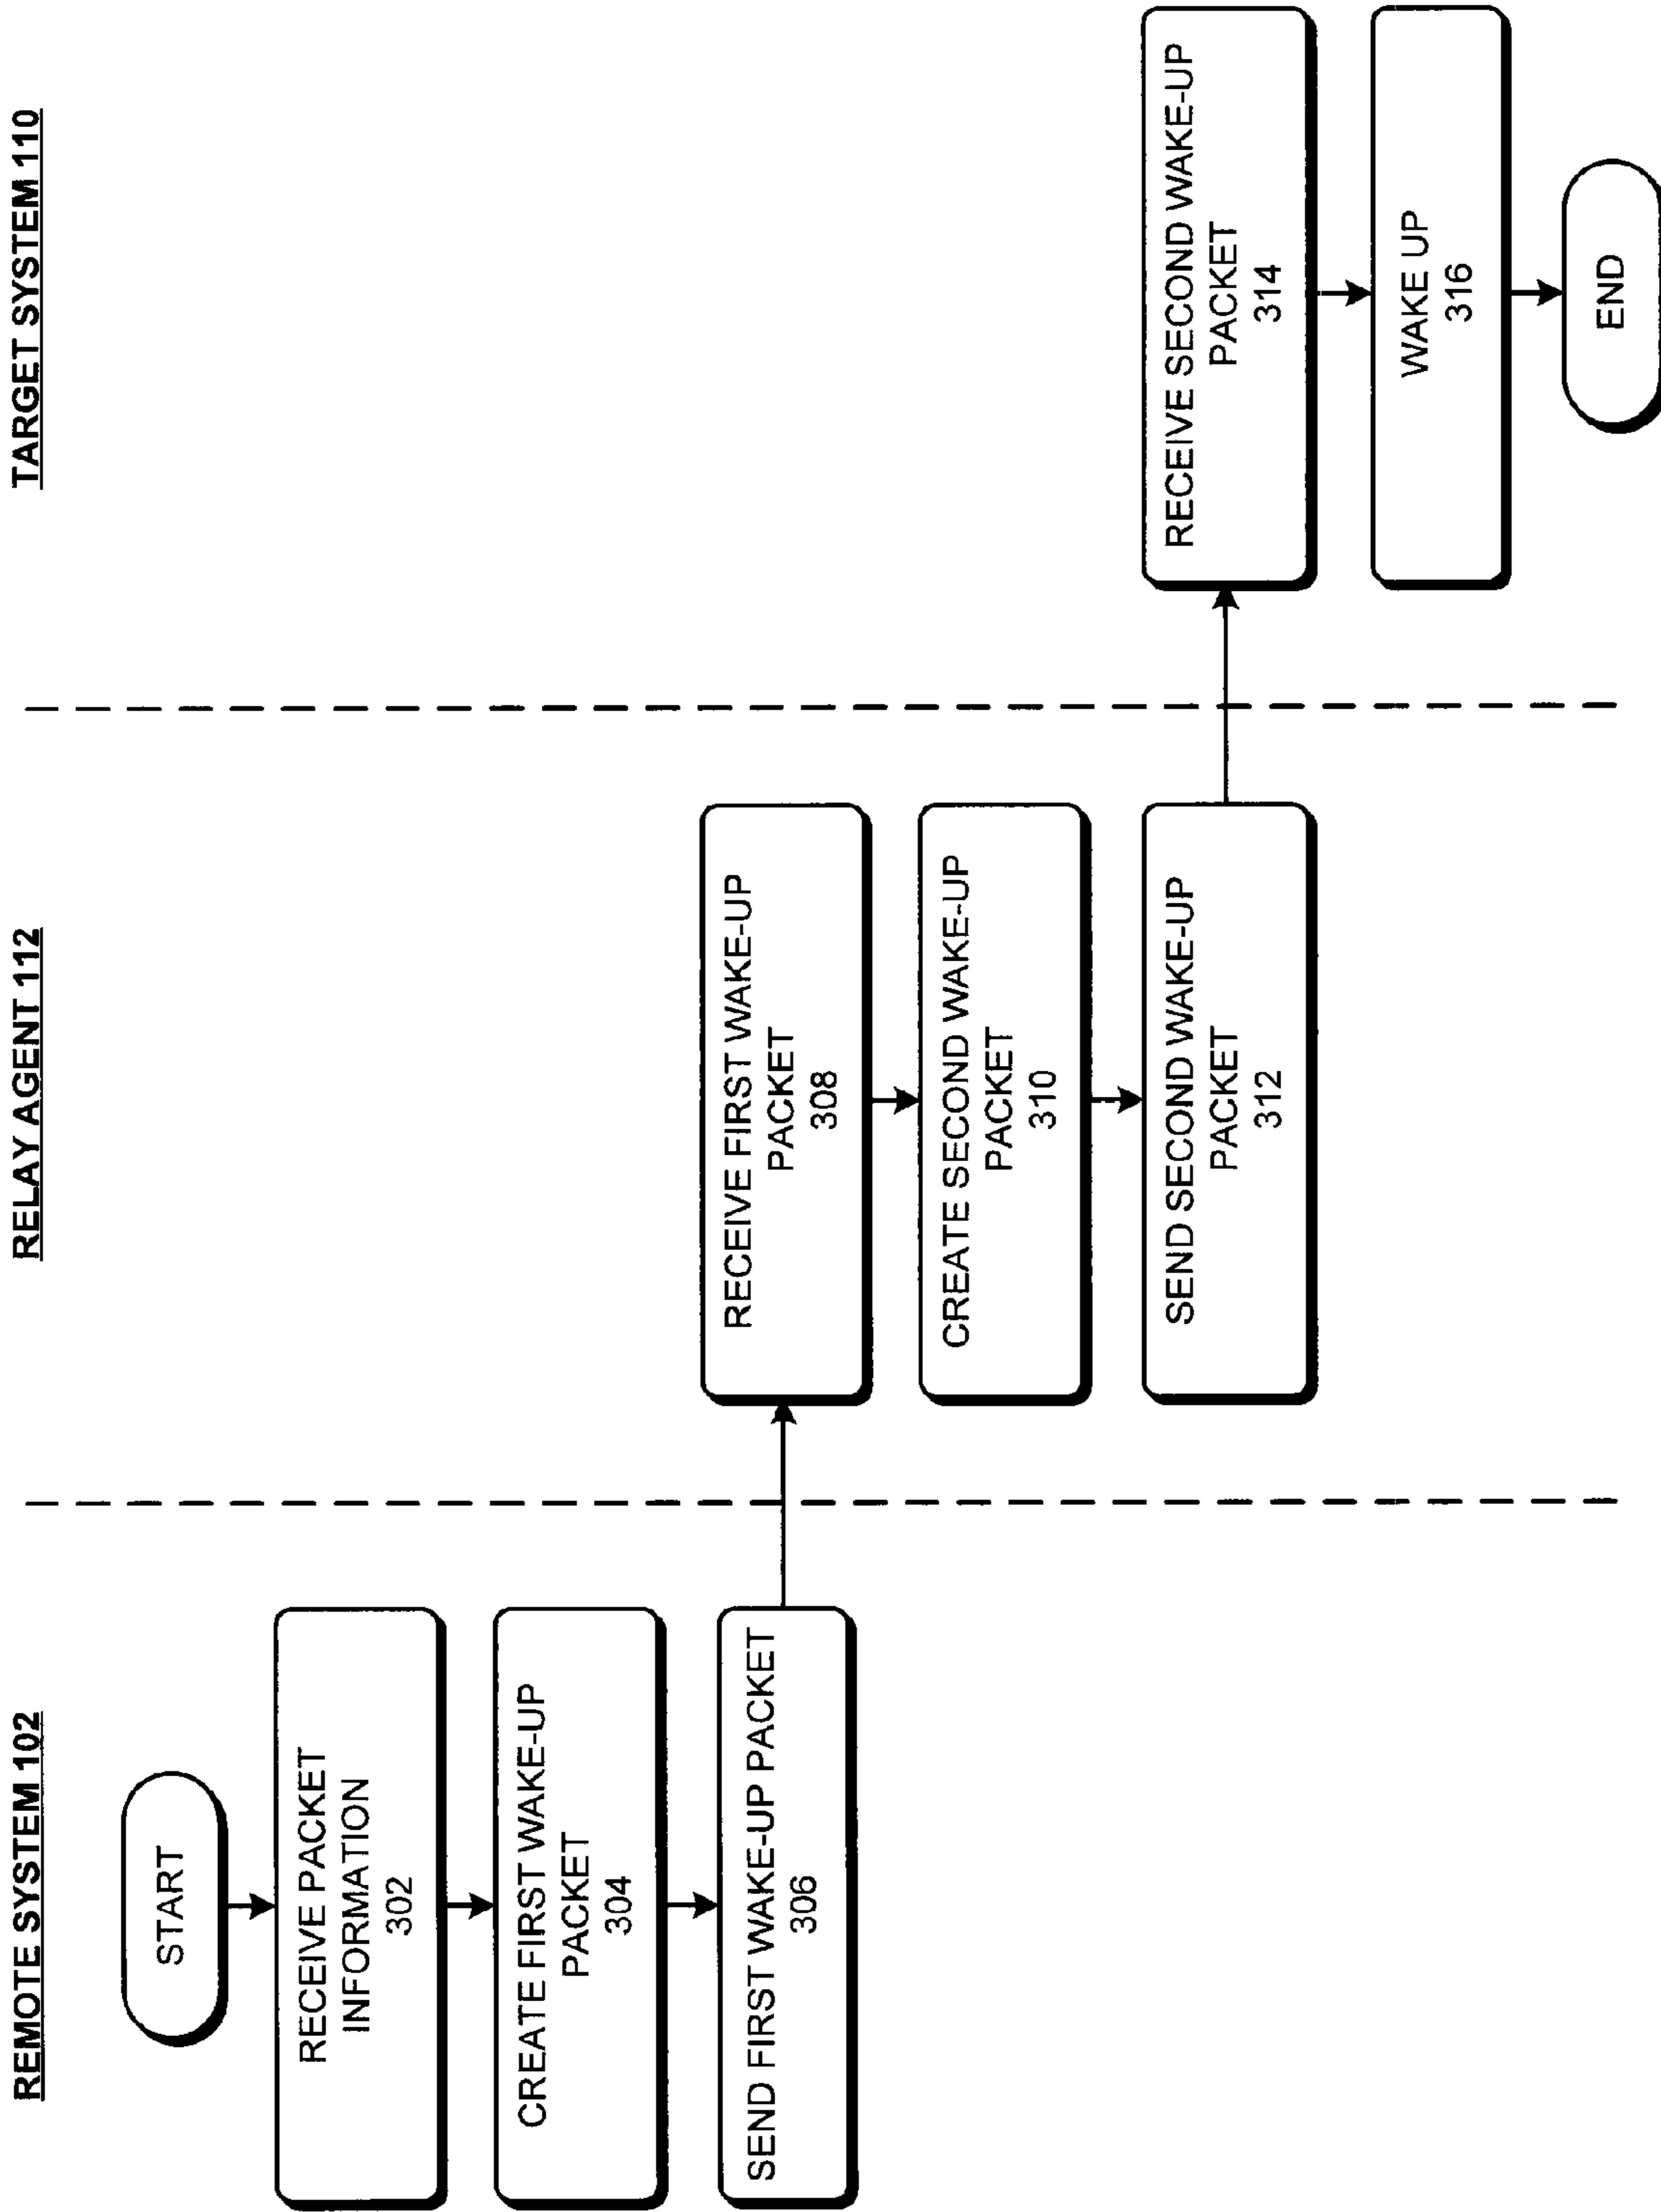 REMOTE SYSTEM 102
START
RECEIVE PACKET
INFORMATION
302
CREATE FIRST WAKE-UP
PACKET
304
SEND FIRST WAKE-UP PACKET
306
RELAY AGENT 112
RECEIVE FIRST WAKE-UP
PACKET
308
CREATE SECOND WAKE-UP
PACKET
310
SEND SECOND WAKE-UP
PACKET
312
TARGET SYSTEM 110
RECEIVE SECOND WAKE-UP
PACKET
314
WAKE UP
316
END